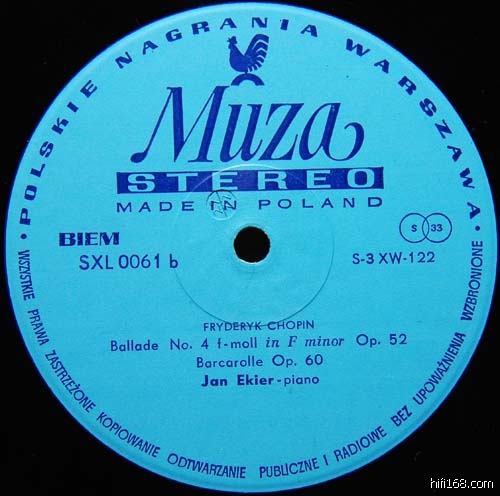 POLSKIE NAGRANIA WARSZAWA
Muza
STEREO
MADE IN POLAND
BIEM
SXL 0061 b
S 33
S-3 XW-122
FRYDERYK CHOPIN
Ballade No. 4 f-moll in F minor Op. 52
Barcarolle Op. 60
Jan Ekier - piano
WSZYSTKIE PRAWA ZASTRZEŻONE KOPIOWANIE ODTWARZANIE PUBLICZNE I RADIOWE BEZ UPOWAŻNIENIA WZBRONIONE
hifi168.com